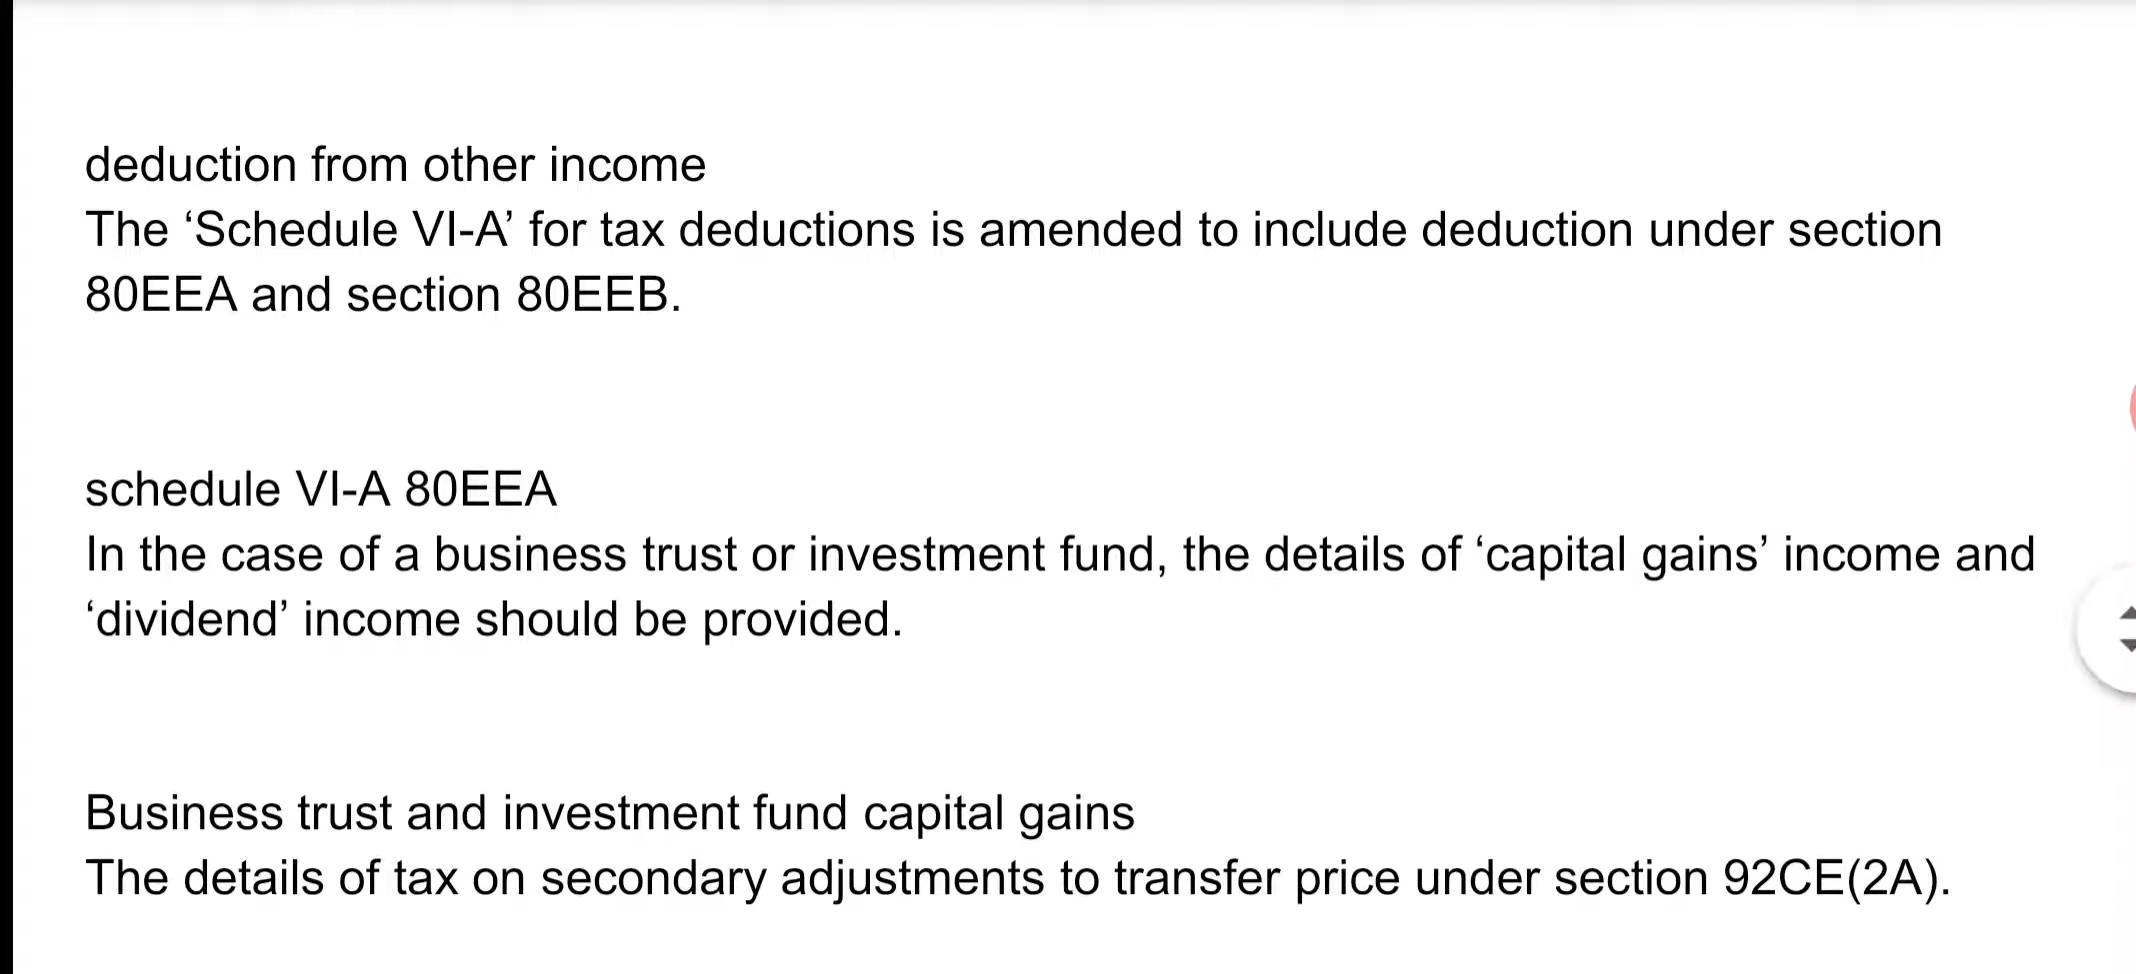 deduction from other income
The ‘Schedule VI-A’ for tax deductions is amended to include deduction under section
80EEA and section 80EEB.
schedule VI-A 80EEA
In the case of a business trust or investment fund, the details of ‘capital gains’ income and
‘dividend’ income should be provided.
Business trust and investment fund capital gains
The details of tax on secondary adjustments to transfer price under section 92CE(2A).